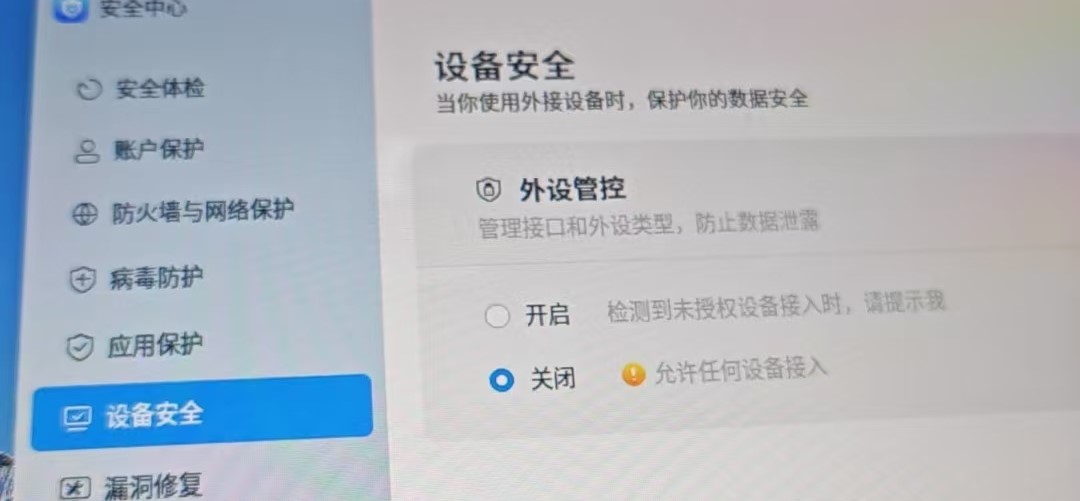 安全中心
安全体检
账户保护
防火墙与网络保护
病毒防护
应用保护
设备安全
漏洞修复
设备安全
当你使用外接设备时，保护你的数据安全
外设管控
管理接口和外设类型，防止数据泄露
开启 检测到未授权设备接入时，请提示我
关闭 允许任何设备接入